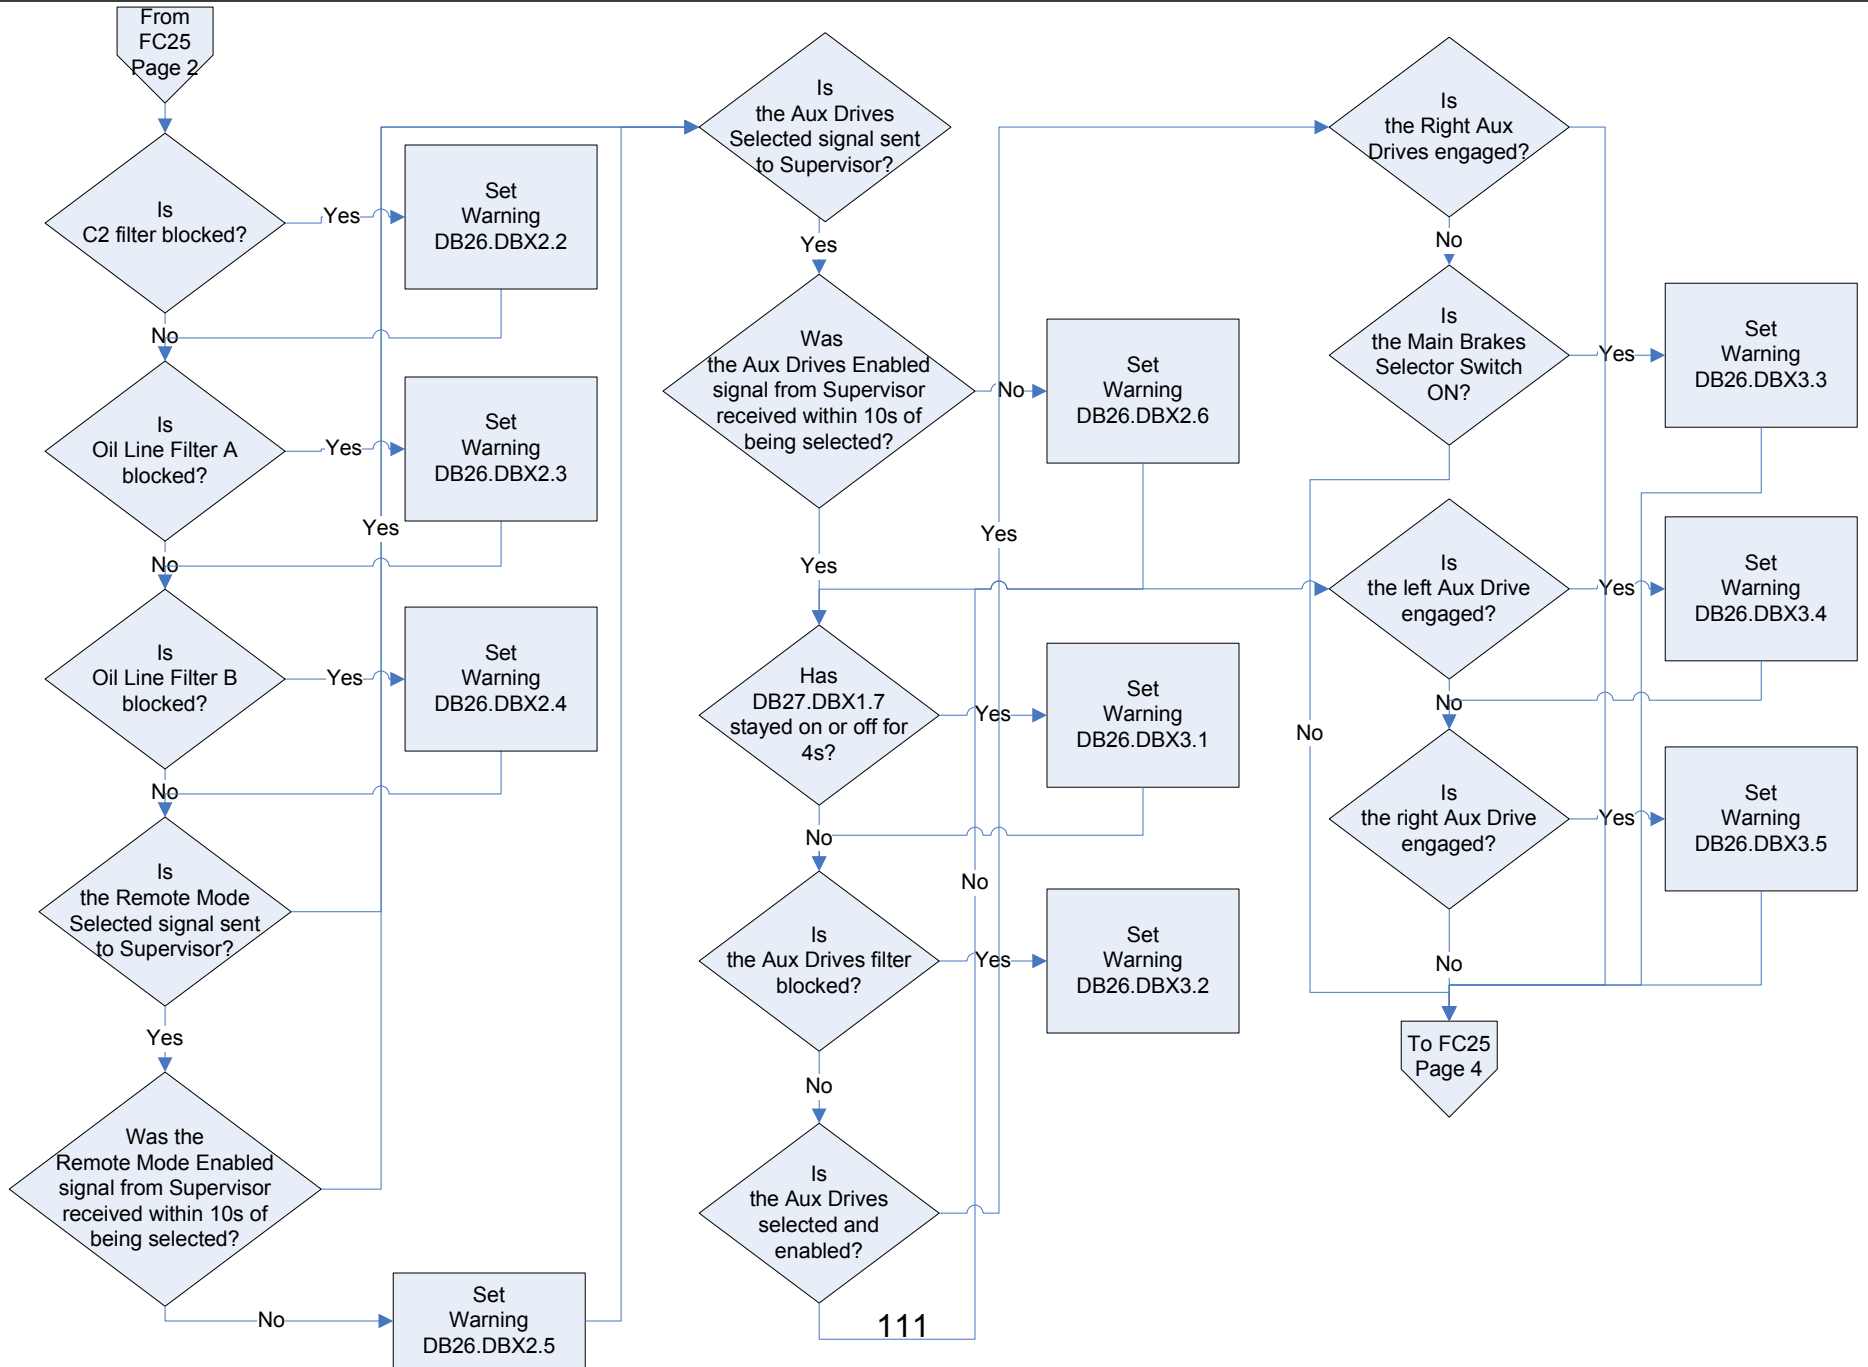 From
FC25
Page 2
Is
C2 filter blocked?
Yes
Set
Warning
DB26.DBX2.2
No
Is
Oil Line Filter A
blocked?
Yes
Set
Warning
DB26.DBX2.3
No
Yes
Is
Oil Line Filter B
blocked?
Yes
Set
Warning
DB26.DBX2.4
No
Is
the Remote Mode
Selected signal sent
to Supervisor?
Yes
Was the
Remote Mode Enabled
signal from Supervisor
received within 10s of
being selected?
No
Set
Warning
DB26.DBX2.5
Is
the Aux Drives
Selected signal sent
to Supervisor?
Yes
Was
the Aux Drives Enabled
signal from Supervisor
received within 10s of
being selected?
No
Set
Warning
DB26.DBX2.6
Yes
Yes
Has
DB27.DBX1.7
stayed on or off for
4s?
Yes
Set
Warning
DB26.DBX3.1
No
No
Is
the Aux Drives filter
blocked?
Yes
Set
Warning
DB26.DBX3.2
No
Is
the Aux Drives
selected and
enabled?
111
Is
the Right Aux
Drives engaged?
No
Is
the Main Brakes
Selector Switch
ON?
Yes
Set
Warning
DB26.DBX3.3
Is
the left Aux Drive
engaged?
Yes
Set
Warning
DB26.DBX3.4
No
No
Is
the right Aux Drive
engaged?
Yes
Set
Warning
DB26.DBX3.5
No
To FC25
Page 4